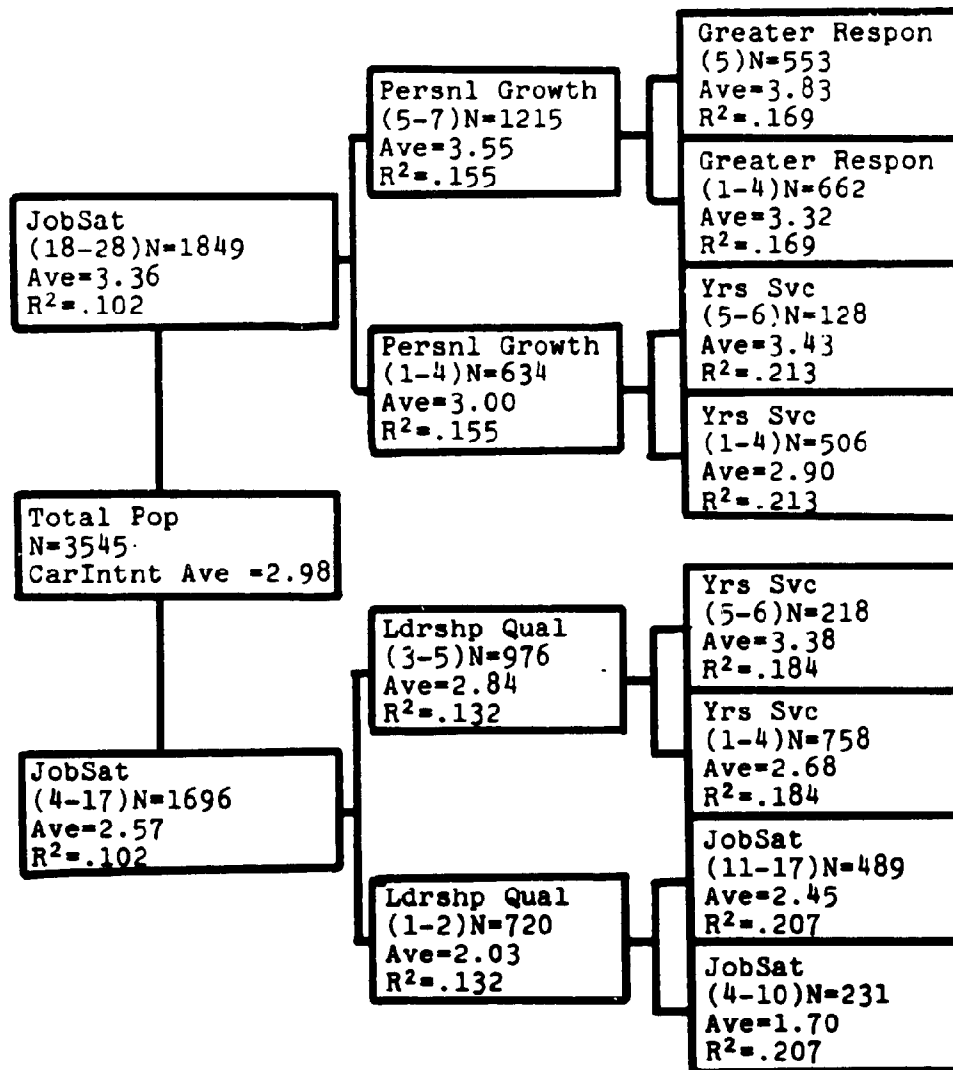 JobSat
(18-28)N=1849
Ave=3.36
R²=.102
Total Pop
N=3545
CarIntnt Ave =2.98
JobSat
(4-17)N=1696
Ave=2.57
R²=.102
Persnl Growth
(5-7)N=1215
Ave=3.55
R²=.155
Persnl Growth
(1-4)N=634
Ave=3.00
R²=.155
Ldrshp Qual
(3-5)N=976
Ave=2.84
R²=.132
Ldrshp Qual
(1-2)N=720
Ave=2.03
R²=.132
Greater Respon
(5)N=553
Ave=3.83
R²=.169
Greater Respon
(1-4)N=662
Ave=3.32
R²=.169
Yrs Svc
(5-6)N=128
Ave=3.43
R²=.213
Yrs Svc
(1-4)N=506
Ave=2.90
R²=.213
Yrs Svc
(5-6)N=218
Ave=3.38
R²=.184
Yrs Svc
(1-4)N=758
Ave=2.68
R²=.184
JobSat
(11-17)N=489
Ave=2.45
R²=.207
JobSat
(4-10)N=231
Ave=1.70
R²=.207